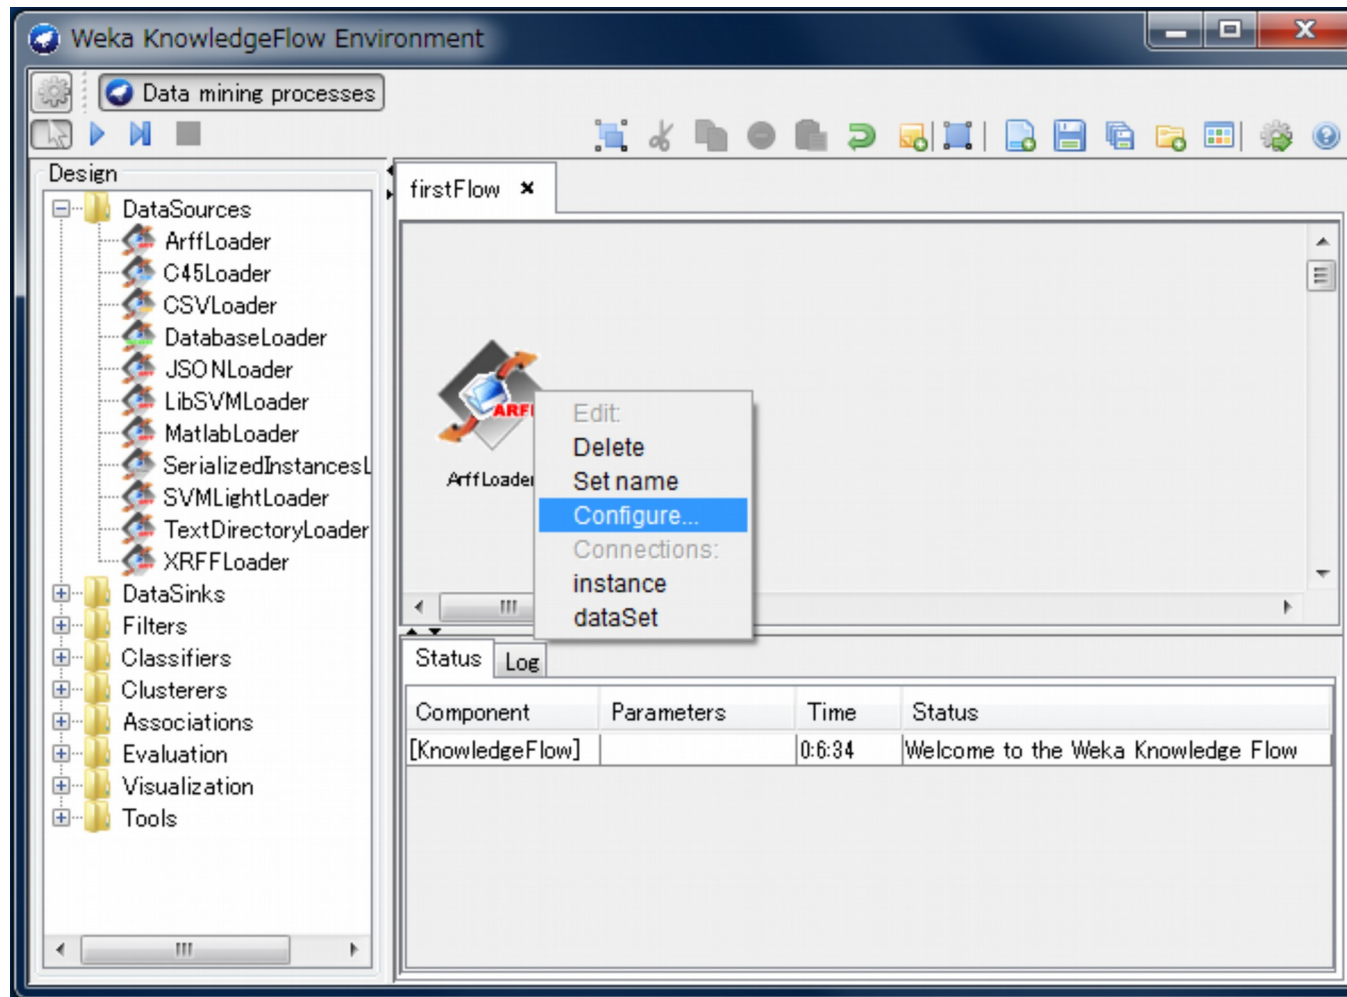 Weka KnowledgeFlow Environment
Data mining processes
Design
DataSources
ArffLoader
C45Loader
CSVLoader
DatabaseLoader
JSONLoader
LibSVMLoader
MatlabLoader
SerializedInstancesL
SVMLightLoader
TextDirectoryLoader
XRFFLoader
DataSinks
Filters
Classifiers
Clusterers
Associations
Evaluation
Visualization
Tools
firstFlow
ARFF
ArffLoader
Edit:
Delete
Set name
Configure...
Connections:
instance
dataSet
Status Log
Component Parameters Time Status
[KnowledgeFlow] 0:6:34 Welcome to the Weka Knowledge Flow